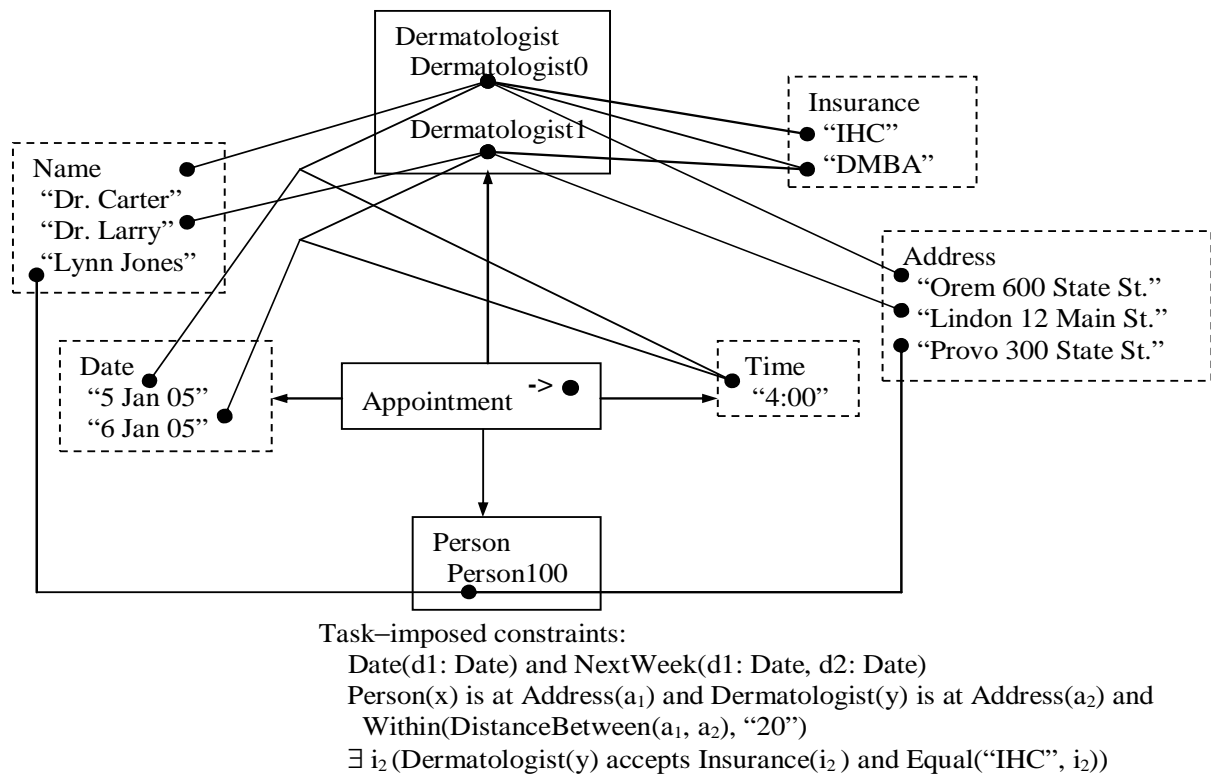 Dermatologist
Dermatologist0
Dermatologist1
Insurance
“IHC”
“DMBA”
Name
“Dr. Carter”
“Dr. Larry”
“Lynn Jones”
Address
“Orem 600 State St.”
“Lindon 12 Main St.”
“Provo 300 State St.”
Date
“5 Jan 05”
“6 Jan 05”
Appointment ->
Time
“4:00”
Person
Person100
Task−imposed constraints:
Date(d1: Date) and NextWeek(d1: Date, d2: Date)
Person(x) is at Address(a₁) and Dermatologist(y) is at Address(a₂) and
Within(DistanceBetween(a₁, a₂), “20”)
∃ i₂ (Dermatologist(y) accepts Insurance(i₂) and Equal(“IHC”, i₂))